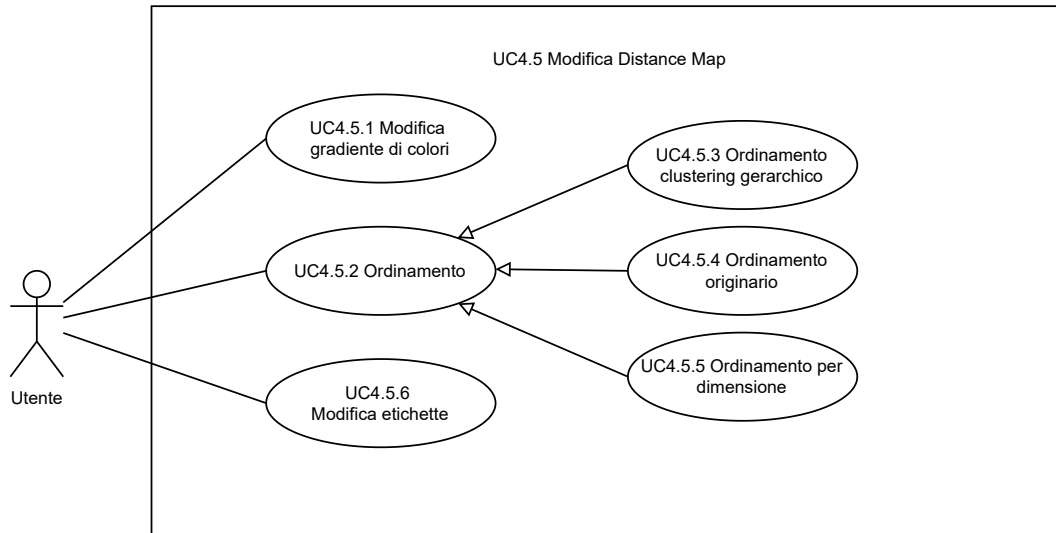 UC4.5 Modifica Distance Map
UC4.5.1 Modifica
gradiente di colori
UC4.5.3 Ordinamento
clustering gerarchico
UC4.5.2 Ordinamento
UC4.5.4 Ordinamento
originario
UC4.5.5 Ordinamento per
dimensione
UC4.5.6
Modifica etichette
Utente